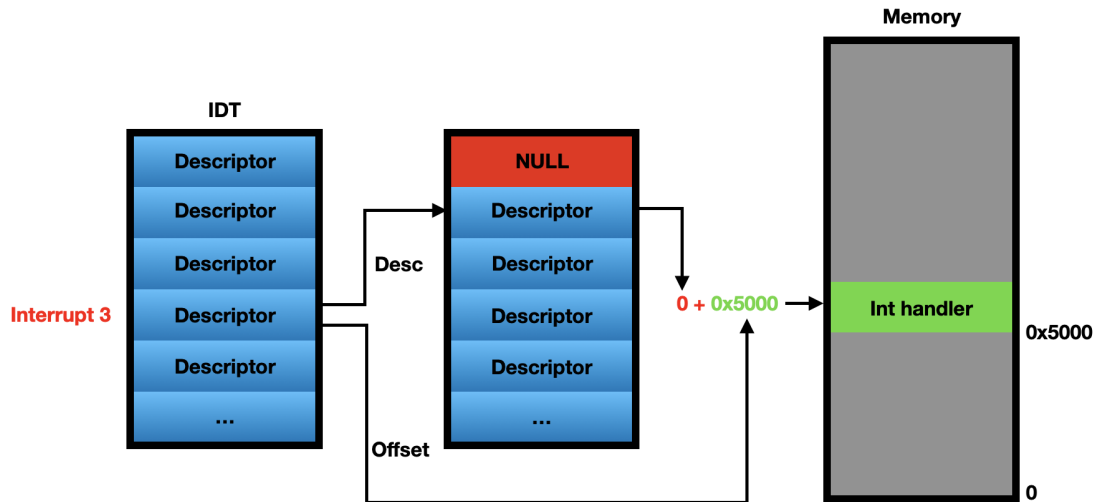 Memory
IDT
Descriptor
Descriptor
Descriptor
Interrupt 3
Descriptor
Descriptor
...
Desc
Offset
NULL
Descriptor
Descriptor
Descriptor
Descriptor
...
0 + 0x5000
Int handler
0x5000
0